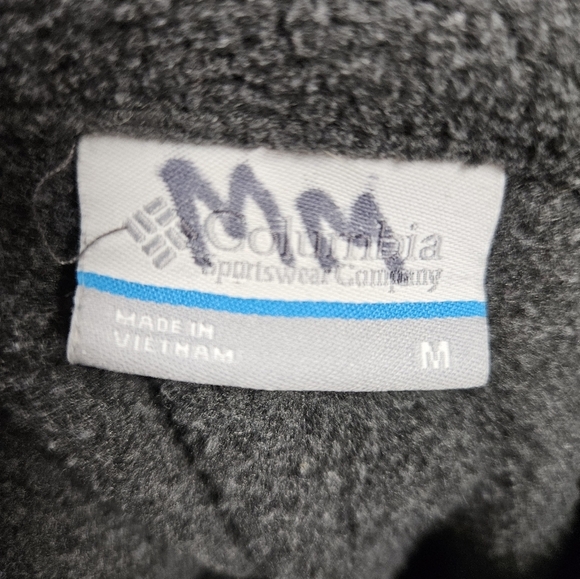 MM
Columbia
Sportswear Company
MADE IN
VIETNAM
M